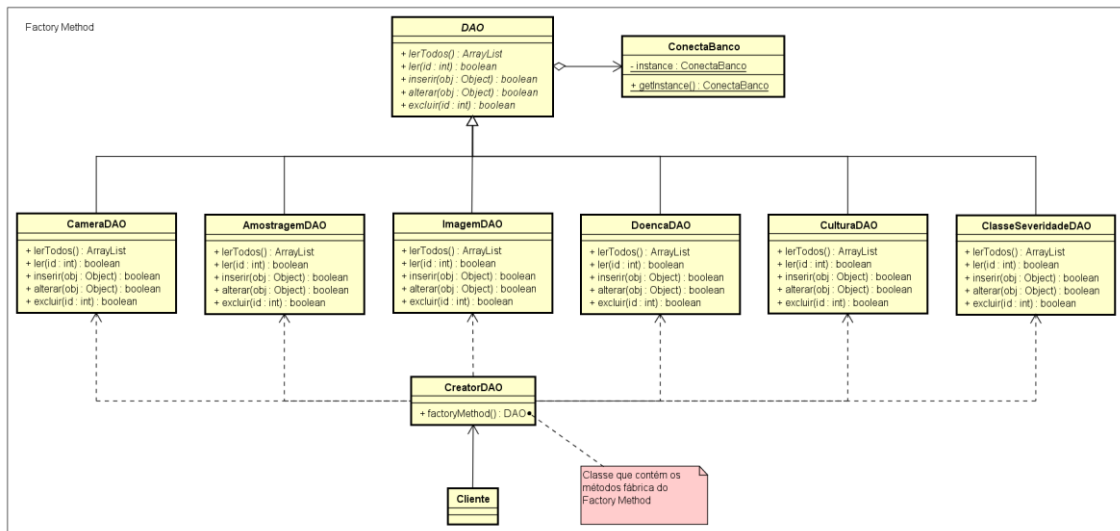 Factory Method
DAO
+ lerTodos() : ArrayList
+ ler(id : int) : boolean
+ inserir(obj : Object) : boolean
+ alterar(obj : Object) : boolean
+ excluir(id : int) : boolean
ConectaBanco
- instance : ConectaBanco
+ getInstance() : ConectaBanco
CameraDAO
+ lerTodos() : ArrayList
+ ler(id : int) : boolean
+ inserir(obj : Object) : boolean
+ alterar(obj : Object) : boolean
+ excluir(id : int) : boolean
AmostragemDAO
+ lerTodos() : ArrayList
+ ler(id : int) : boolean
+ inserir(obj : Object) : boolean
+ alterar(obj : Object) : boolean
+ excluir(id : int) : boolean
ImagemDAO
+ lerTodos() : ArrayList
+ ler(id : int) : boolean
+ inserir(obj : Object) : boolean
+ alterar(obj : Object) : boolean
+ excluir(id : int) : boolean
DoencaDAO
+ lerTodos() : ArrayList
+ ler(id : int) : boolean
+ inserir(obj : Object) : boolean
+ alterar(obj : Object) : boolean
+ excluir(id : int) : boolean
CulturaDAO
+ lerTodos() : ArrayList
+ ler(id : int) : boolean
+ inserir(obj : Object) : boolean
+ alterar(obj : Object) : boolean
+ excluir(id : int) : boolean
ClasseSeveridadeDAO
+ lerTodos() : ArrayList
+ ler(id : int) : boolean
+ inserir(obj : Object) : boolean
+ alterar(obj : Object) : boolean
+ excluir(id : int) : boolean
CreatorDAO
+ factoryMethod() : DAO
Classe que contém os
métodos fábrica do
Factory Method
Cliente